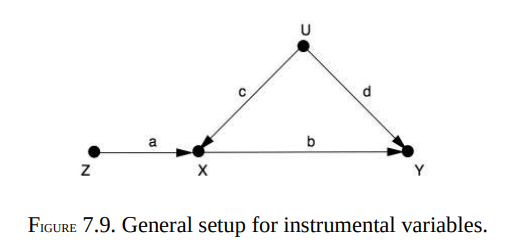 U
c
d
a
b
Z
X
Y
FIGURE 7.9. General setup for instrumental variables.